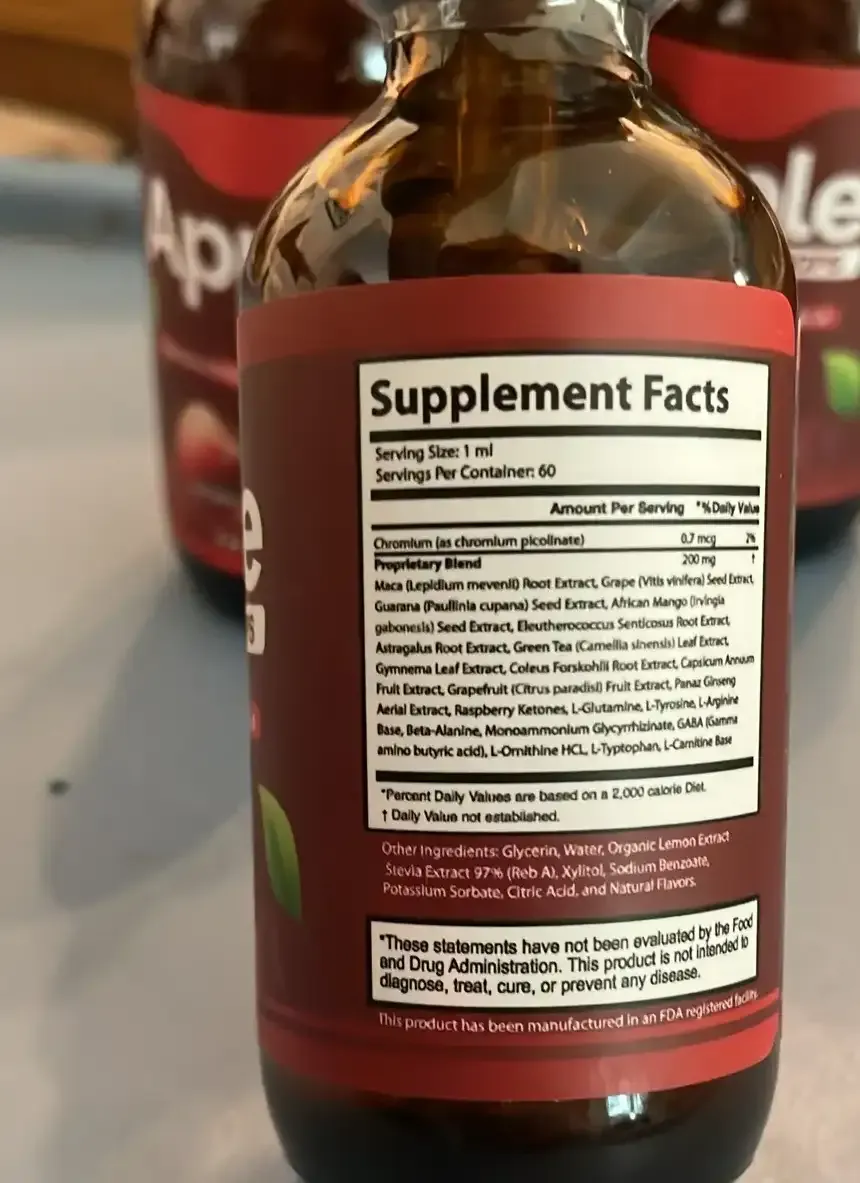 Ap
le
e
Supplement Facts
Serving Size: 1 ml
Servings Per Container: 60
Amount Per Serving *%Daily Value
Chromium (as chromium picolinate) 0.7 mcg 2%
Proprietary Blend 200 mg †
Maca (Lepidium mevenii) Root Extract, Grape (Vitis vinifera) Seed Extract,
Guarana (Paullinia cupana) Seed Extract, African Mango (Irvingia
gabonesis) Seed Extract, Eleutherococcus Senticosus Root Extract,
Astragalus Root Extract, Green Tea (Camellia sinensis) Leaf Extract,
Gymnema Leaf Extract, Coleus Forskohlii Root Extract, Capsicum Annuum
Fruit Extract, Grapefruit (Citrus paradisi) Fruit Extract, Panaz Ginseng
Aerial Extract, Raspberry Ketones, L-Glutamine, L-Tyrosine, L-Arginine
Base, Beta-Alanine, Monoammonium Glycyrrhizinate, GABA (Gamma
amino butyric acid), L-Ornithine HCL, L-Typtophan, L-Carnitine Base
*Percent Daily Values are based on a 2,000 calorie Diet.
† Daily Value not established.
Other Ingredients: Glycerin, Water, Organic Lemon Extract
Stevia Extract 97% (Reb A), Xylitol, Sodium Benzoate,
Potassium Sorbate, Citric Acid, and Natural Flavors.
*These statements have not been evaluated by the Food
and Drug Administration. This product is not intended to
diagnose, treat, cure, or prevent any disease.
This product has been manufactured in an FDA registered facility.